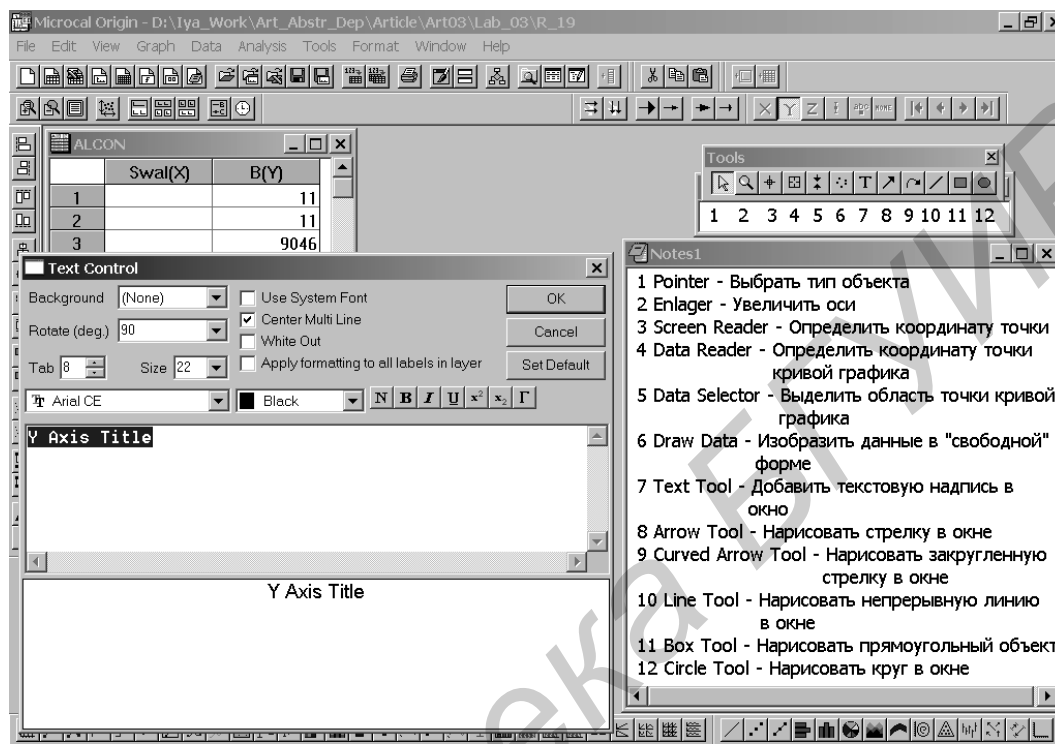 Microcal Origin - D:\Iya_Work\Art_Abstr_Dep\Article\Art03\Lab_03\R_19
File Edit View Graph Data Analysis Tools Format Window Help
ALCON
Swal(X) B(Y)
1 11
2 11
3 9046
Tools
1 2 3 4 5 6 7 8 9 10 11 12
Text Control
Background (None) Use System Font OK
Rotate (deg.) 90 Center Multi Line Cancel
White Out
Tab 8 Size 22 Apply formatting to all labels in layer Set Default
Arial CE Black N B I U x² x₂ Γ
Y Axis Title
Y Axis Title
Notes1
1 Pointer - Выбрать тип объекта
2 Enlager - Увеличить оси
3 Screen Reader - Определить координату точки
4 Data Reader - Определить координату точки
кривой графика
5 Data Selector - Выделить область точки кривой
графика
6 Draw Data - Изобразить данные в "свободной"
форме
7 Text Tool - Добавить текстовую надпись в
окно
8 Arrow Tool - Нарисовать стрелку в окне
9 Curved Arrow Tool - Нарисовать закругленную
стрелку в окне
10 Line Tool - Нарисовать непрерывную линию
в окне
11 Box Tool - Нарисовать прямоугольный объект
12 Circle Tool - Нарисовать круг в окне